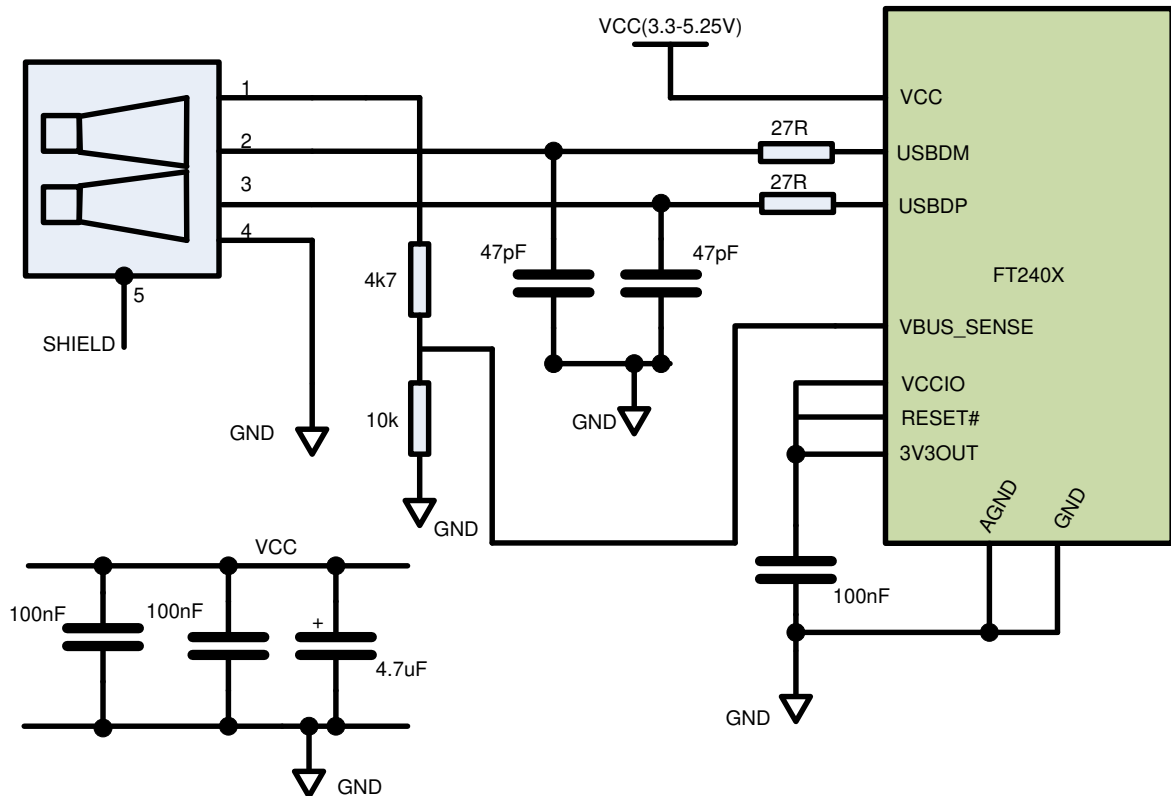 VCC(3.3-5.25V)
1
VCC
27R
2
USBDM
27R
3
USBDP
4
47pF
47pF
4k7
FT240X
5
VBUS_SENSE
SHIELD
VCCIO
10k
GND
GND
RESET#
3V3OUT
AGND
GND
GND
VCC
100nF
100nF
100nF
+
4.7uF
GND
GND